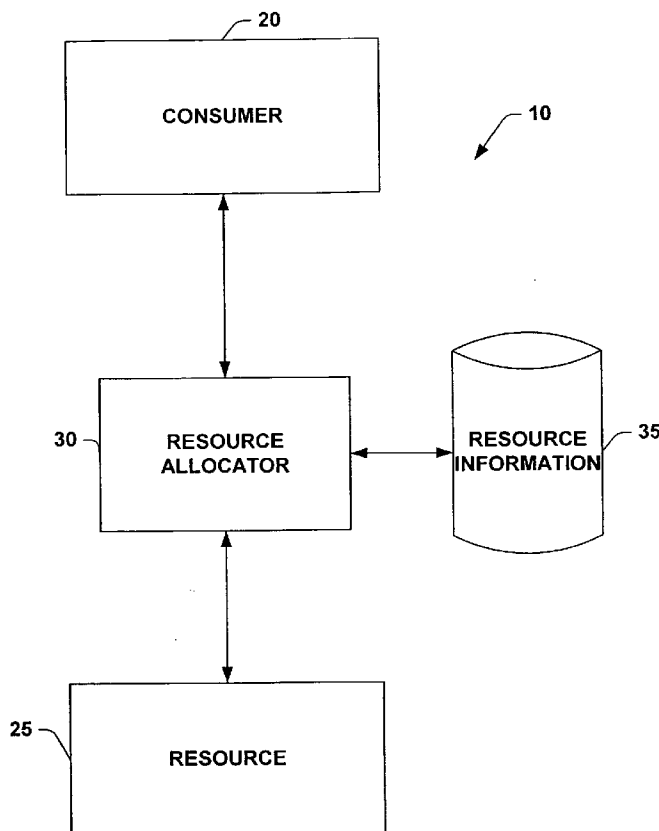 20
CONSUMER
10
30
RESOURCE
ALLOCATOR
RESOURCE
INFORMATION
35
25
RESOURCE